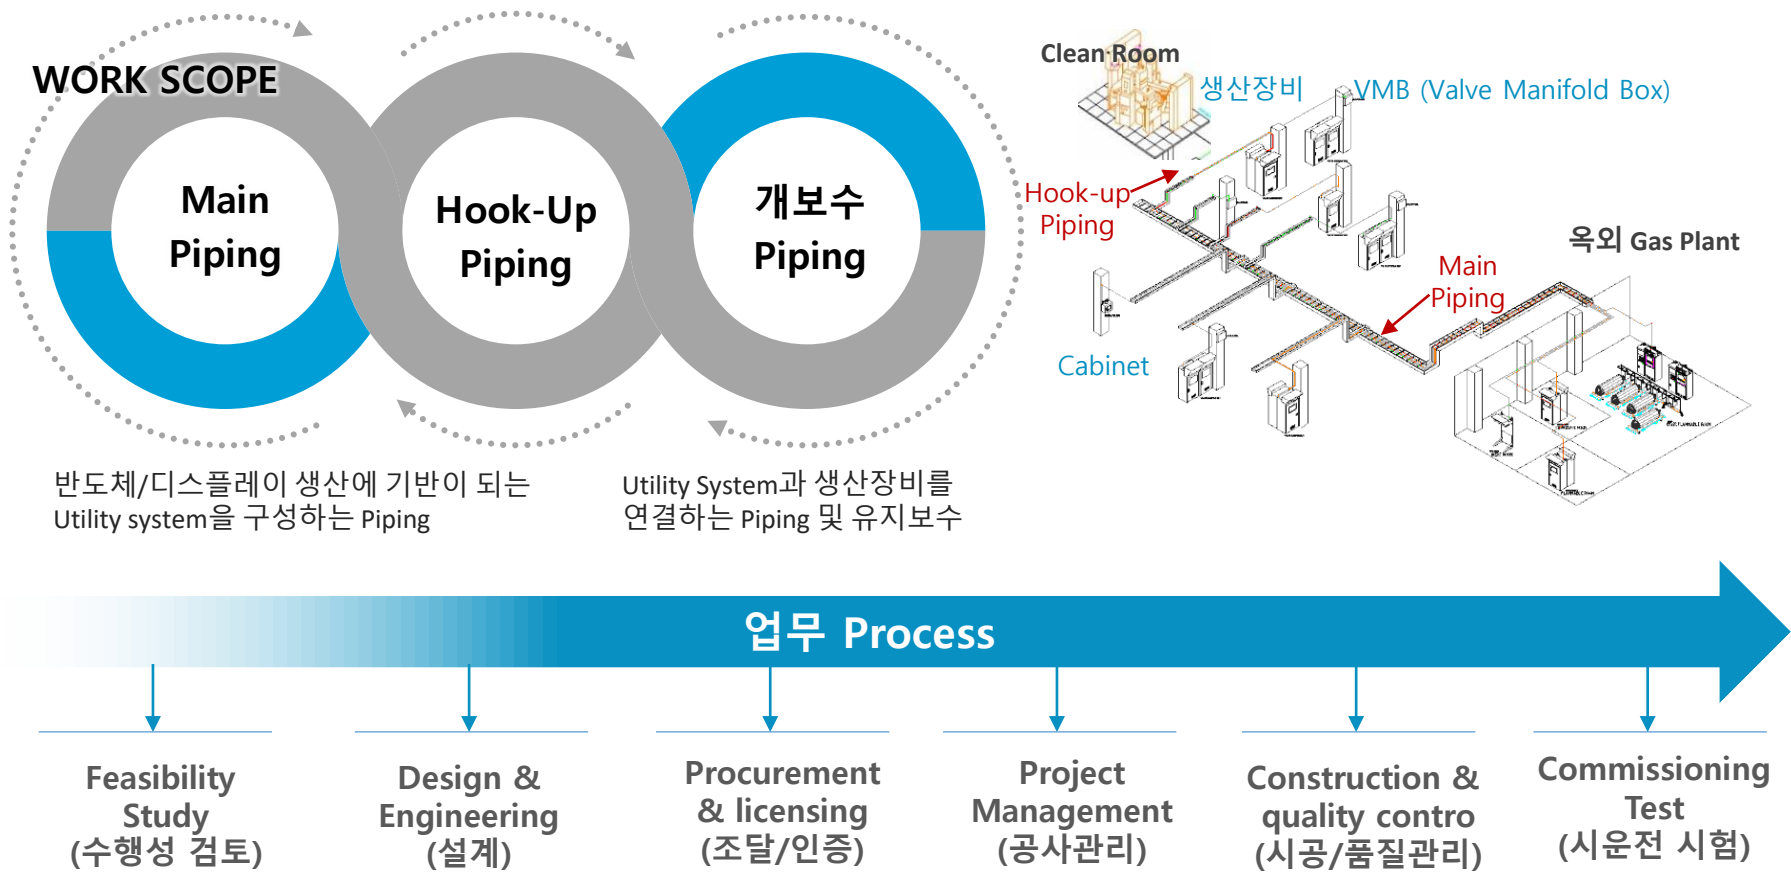 WORK SCOPE
Main
Piping
Hook-Up
Piping
개보수
Piping
반도체/디스플레이 생산에 기반이 되는
Utility system을 구성하는 Piping
Utility System과 생산장비를
연결하는 Piping 및 유지보수
Clean Room
생산장비
VMB (Valve Manifold Box)
Hook-up
Piping
옥외 Gas Plant
Main
Piping
Cabinet
업무 Process
Feasibility
Study
(수행성 검토)
Design &
Engineering
(설계)
Procurement
& licensing
(조달/인증)
Project
Management
(공사관리)
Construction &
quality contro
(시공/품질관리)
Commissioning
Test
(시운전 시험)